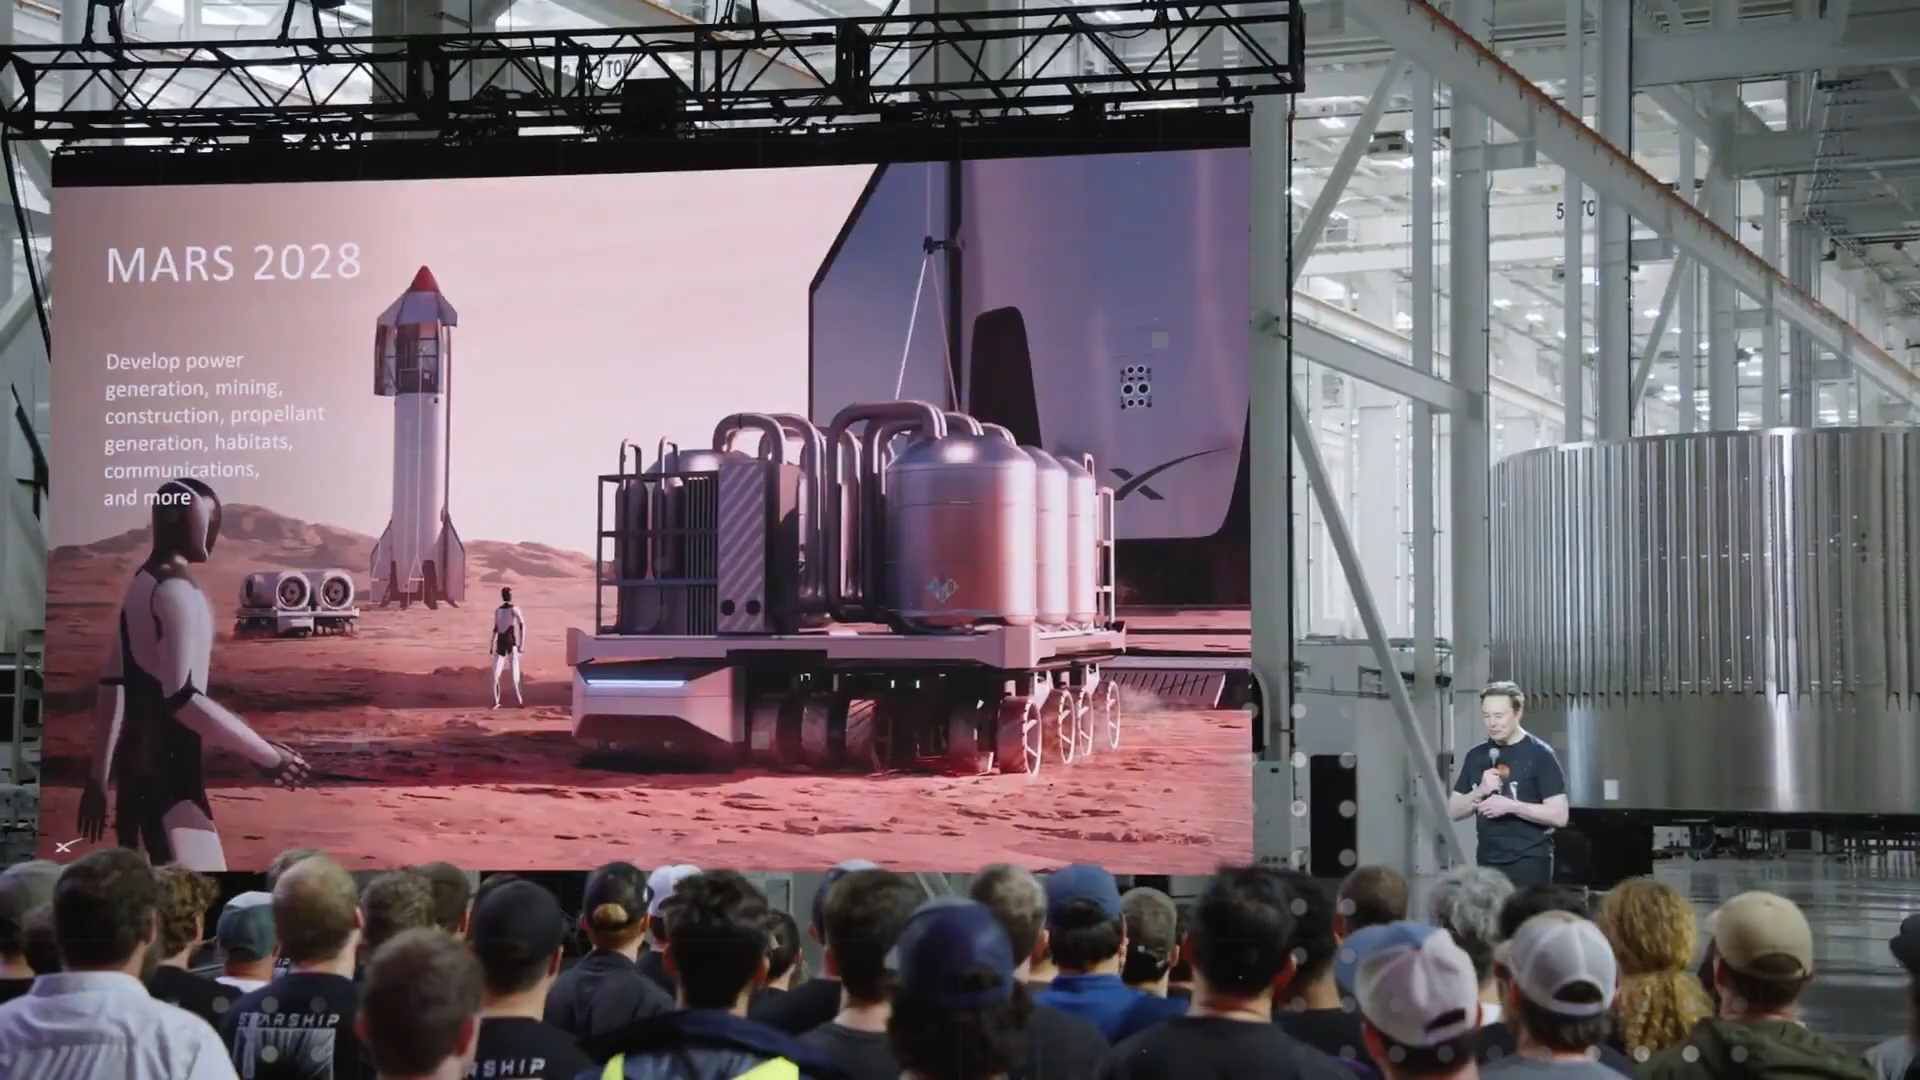 MARS 2028
Develop power
generation, mining,
construction, propellant
generation, habitats,
communications,
and more
STARSHIP